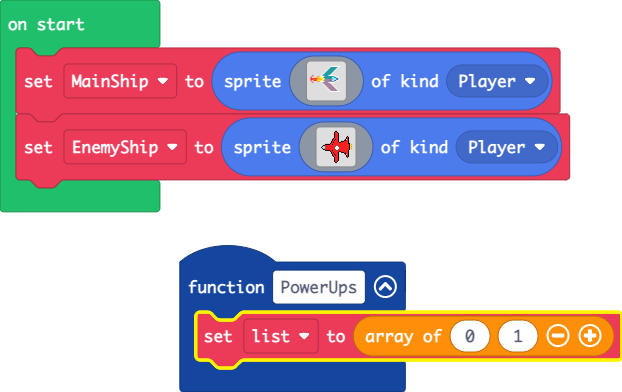 on start
set MainShip to sprite of kind Player
set EnemyShip to sprite of kind Player
function PowerUps
set list to array of 0 1